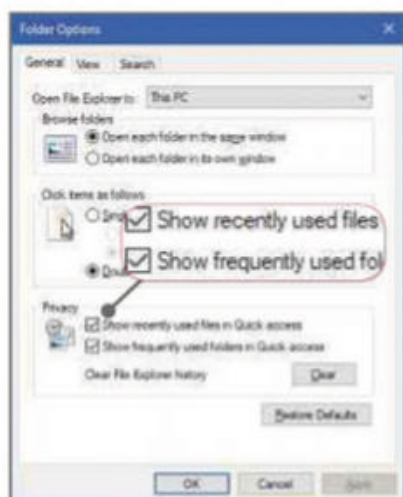 Folder Options
General View Search
Open File Explorer to: This PC
Browse folders
Open each folder in the same window
Open each folder in its own window
Click items as follows
Show recently used files
Show frequently used fol
Privacy
Show recently used files in Quick access
Show frequently used folders in Quick access
Clear File Explorer history Clear
Restore Defaults
OK Cancel Apply